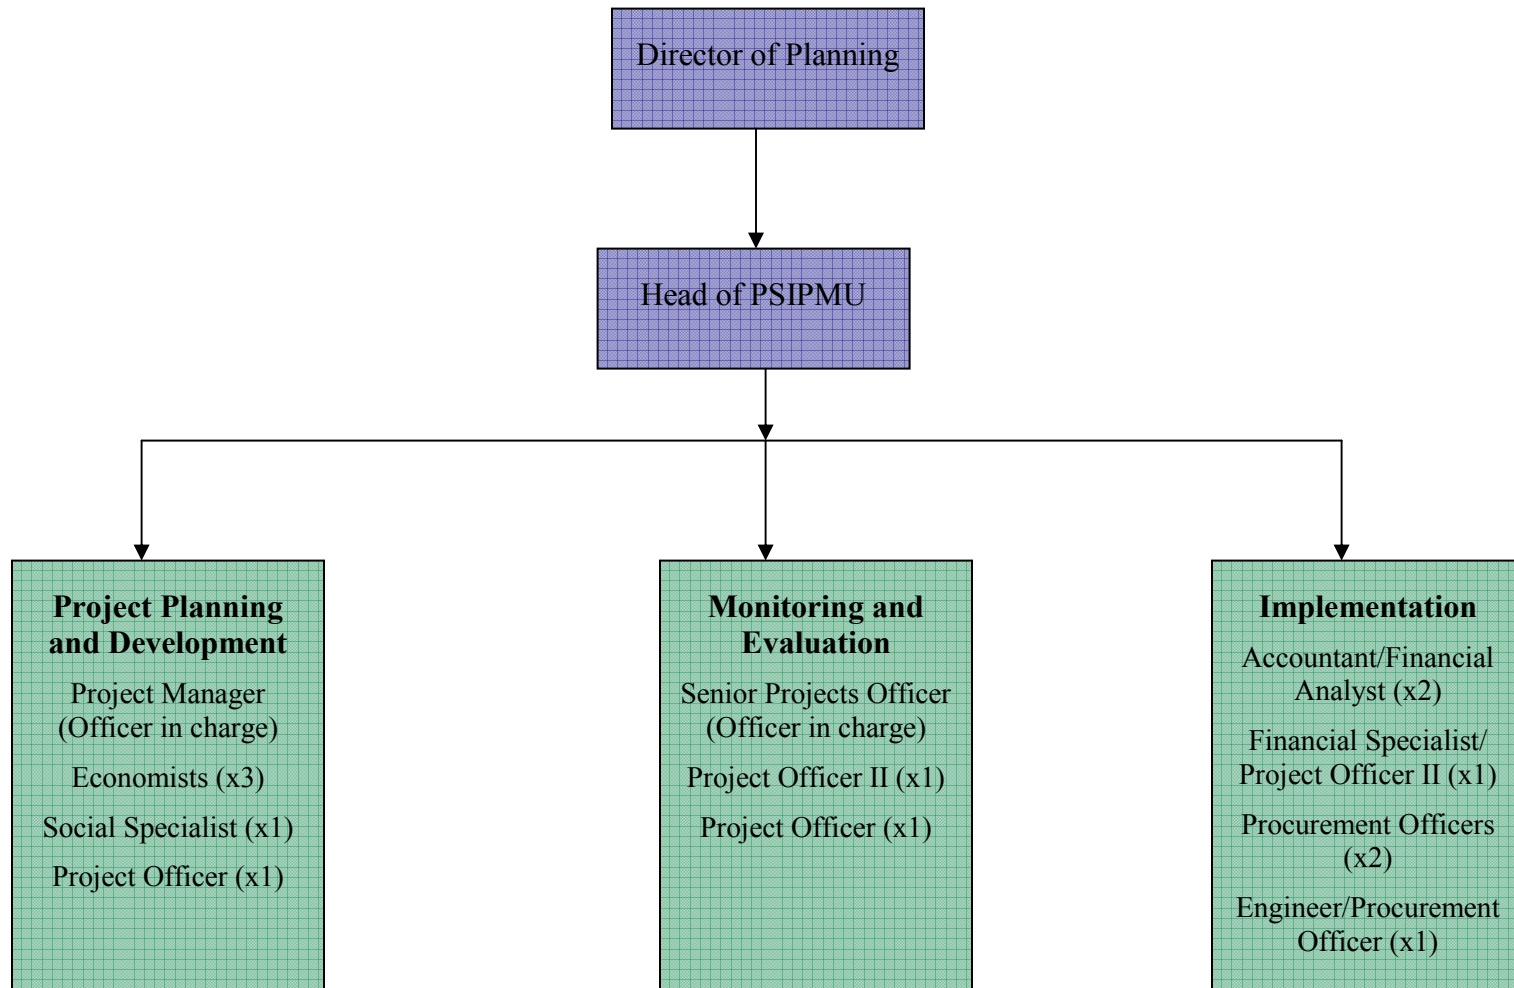 Director of Planning
Head of PSIPMU
Project Planning
and Development
Project Manager
(Officer in charge)
Economists (x3)
Social Specialist (x1)
Project Officer (x1)
Monitoring and
Evaluation
Senior Projects Officer
(Officer in charge)
Project Officer II (x1)
Project Officer (x1)
Implementation
Accountant/Financial
Analyst (x2)
Financial Specialist/
Project Officer II (x1)
Procurement Officers
(x2)
Engineer/Procurement
Officer (x1)